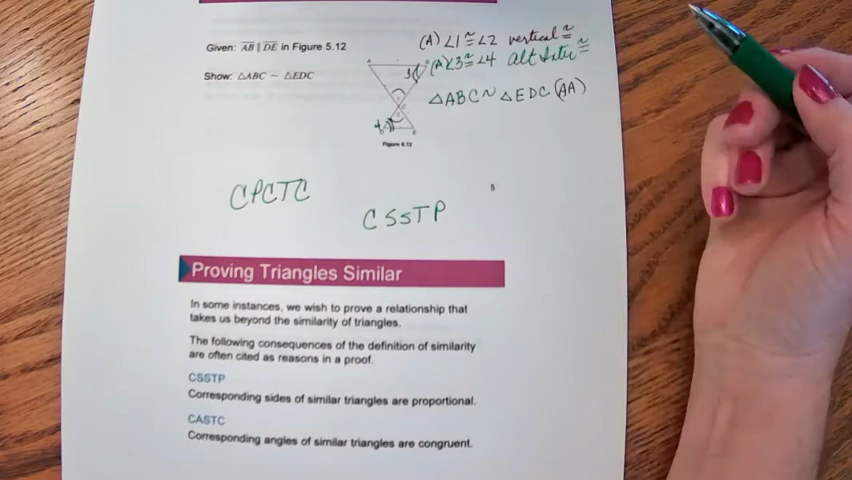 Given: AB ∥ DE in Figure 5.12
Show: △ABC ~ △EDC
(A) ∠1 ≅ ∠2 vertical ≅
(A) ∠3 ≅ ∠4 alt Inter ≅
△ABC ~ △EDC (AA)
Figure 5.12
5
CPCTC
CSSTP
Proving Triangles Similar
In some instances, we wish to prove a relationship that
takes us beyond the similarity of triangles.
The following consequences of the definition of similarity
are often cited as reasons in a proof.
CSSTP
Corresponding sides of similar triangles are proportional.
CASTC
Corresponding angles of similar triangles are congruent.